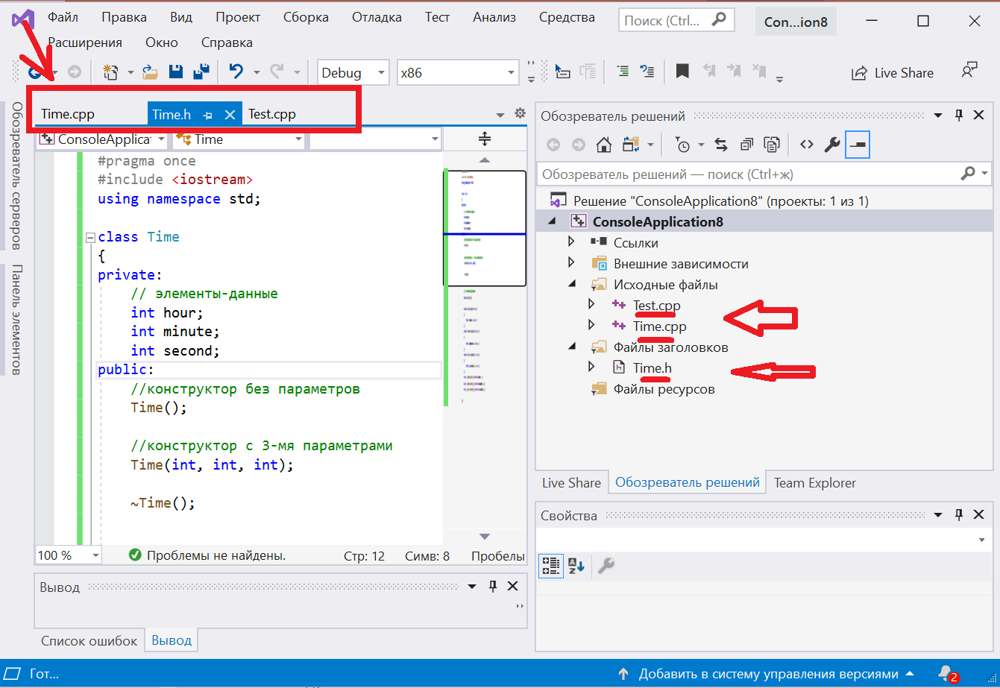 Файл Правка Вид Проект Сборка Отладка Тест Анализ Средства Поиск (Ctrl... Con...ion8
Расширения Окно Справка
Debug x86 Live Share
Обозреватель серверов
Панель элементов
Time.cpp Time.h Test.cpp
ConsoleApplicat Time
#pragma once
#include <iostream>
using namespace std;
class Time
{
private:
// элементы-данные
int hour;
int minute;
int second;
public:
//конструктор без параметров
Time();
//конструктор с 3-мя параметрами
Time(int, int, int);
~Time();
100 % Проблемы не найдены. Стр: 12 Симв: 8 Пробелы
Вывод
Список ошибок Вывод
Обозреватель решений
Обозреватель решений — поиск (Ctrl+ж)
Решение "ConsoleApplication8" (проекты: 1 из 1)
ConsoleApplication8
Ссылки
Внешние зависимости
Исходные файлы
Test.cpp
Time.cpp
Файлы заголовков
Time.h
Файлы ресурсов
Live Share Обозреватель решений Team Explorer
Свойства
Гот... Добавить в систему управления версиями 2